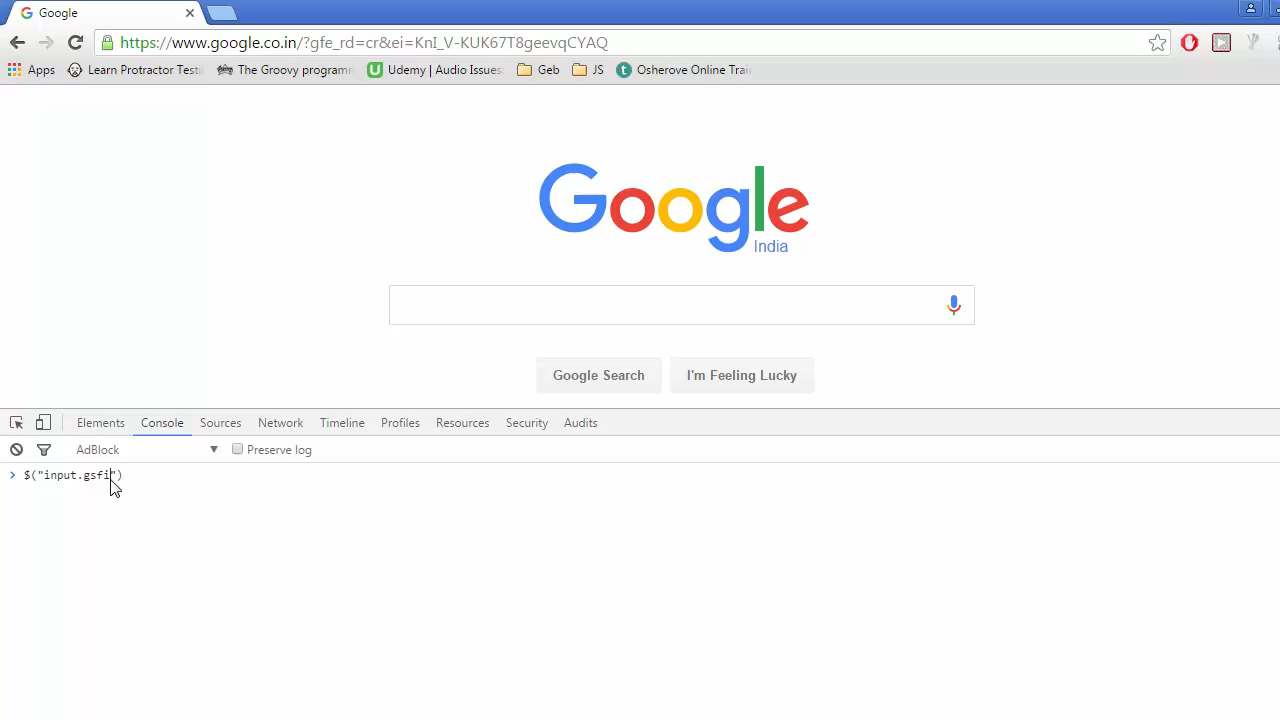 Google
https://www.google.co.in/?gfe_rd=cr&ei=KnI_V-KUK67T8geevqCYAQ
Apps Learn Protractor Testi The Groovy programm Udemy | Audio Issues Geb JS Osherove Online Trai
Google
India
Google Search I'm Feeling Lucky
Elements Console Sources Network Timeline Profiles Resources Security Audits
AdBlock Preserve log
> $("input.gsfi")